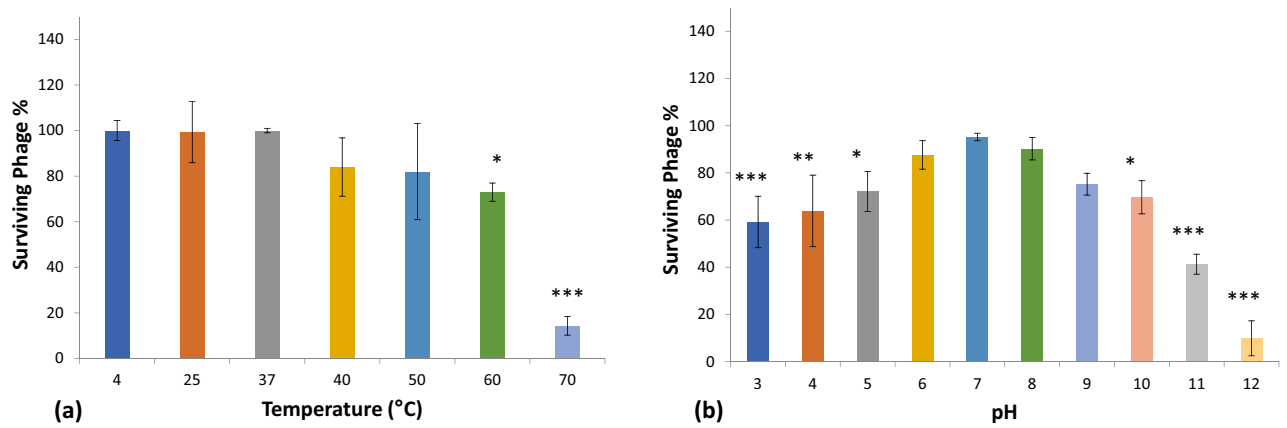 Surviving Phage %
140
120
100
80
60
40
20
0
*
***
4 25 37 40 50 60 70
(a) Temperature (°C)
Surviving Phage %
140
120
100
80
60
40
20
0
*** ** * * *** ***
3 4 5 6 7 8 9 10 11 12
(b) pH